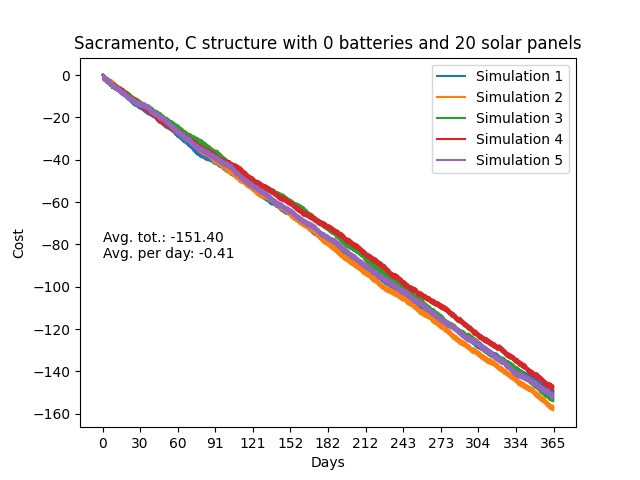 Sacramento, C structure with 0 batteries and 20 solar panels
Simulation 1
Simulation 2
Simulation 3
Simulation 4
Simulation 5
0
−20
−40
−60
−80
−100
−120
−140
−160
Cost
Avg. tot.: -151.40
Avg. per day: -0.41
0 30 60 91 121 152 182 212 243 273 304 334 365
Days